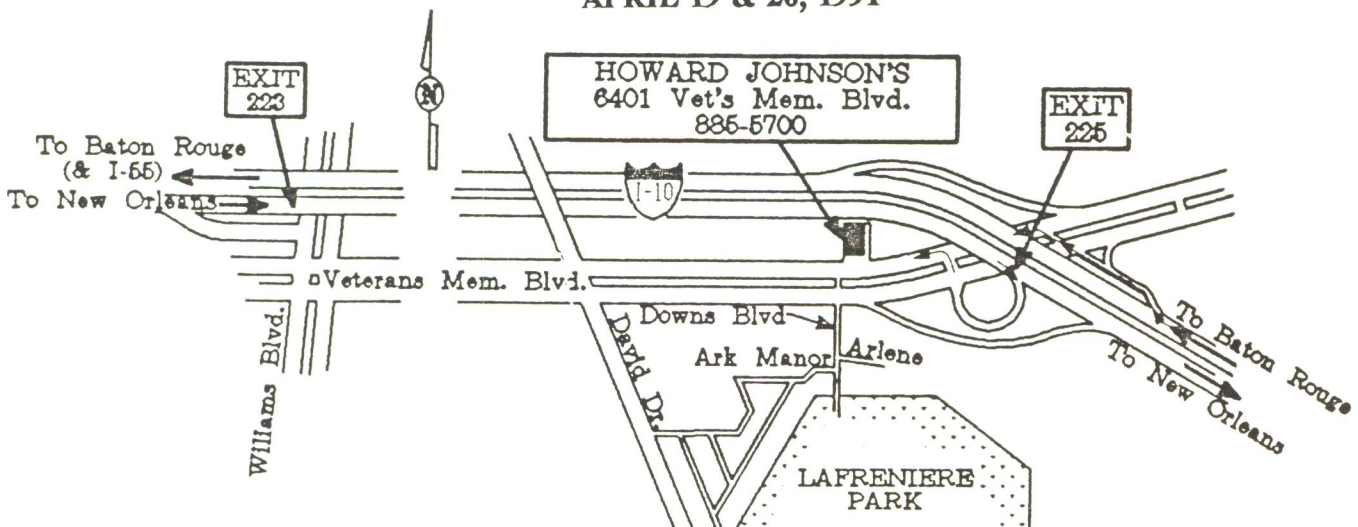 EXIT
223
N
HOWARD JOHNSON'S
6401 Vet's Mem. Blvd.
885-5700
EXIT
225
To Baton Rouge
(& I-55)
To New Orleans
I-10
Veterans Mem. Blvd.
Williams Blvd.
David Dr.
Downs Blvd
Ark Manor
Arlene
To Baton Rouge
To New Orleans
LAFRENIERE
PARK